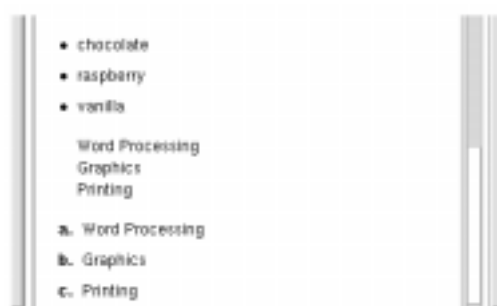 • chocolate
• raspberry
• vanilla
Word Processing
Graphics
Printing
a. Word Processing
b. Graphics
c. Printing